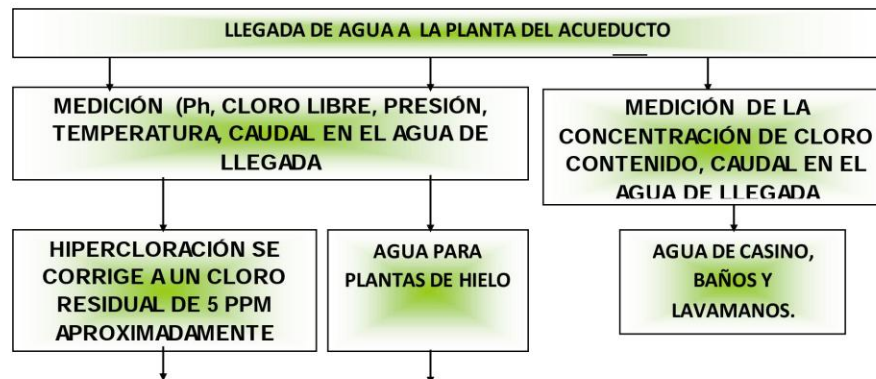 LLEGADA DE AGUA A LA PLANTA DEL ACUEDUCTO
MEDICIÓN (Ph, CLORO LIBRE, PRESIÓN,
TEMPERATURA, CAUDAL EN EL AGUA DE
LLEGADA
MEDICIÓN DE LA
CONCENTRACIÓN DE CLORO
CONTENIDO, CAUDAL EN EL
AGUA DE LLEGADA
HIPERCLORACIÓN SE
CORRIGE A UN CLORO
RESIDUAL DE 5 PPM
APROXIMADAMENTE
AGUA PARA
PLANTAS DE HIELO
AGUA DE CASINO,
BAÑOS Y
LAVAMANOS.